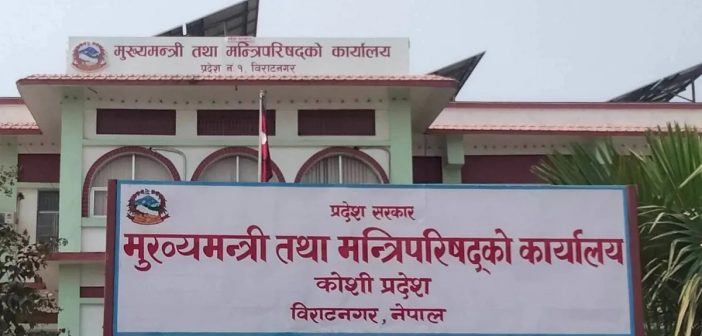 मुख्यमन्त्री तथा मन्त्रिपरिषद्को कार्यालय
प्रदेश नं. १, विराटनगर
प्रदेश सरकार
मुख्यमन्त्री तथा मन्त्रिपरिषद्को कार्यालय
कोशी प्रदेश
विराटनगर, नेपाल